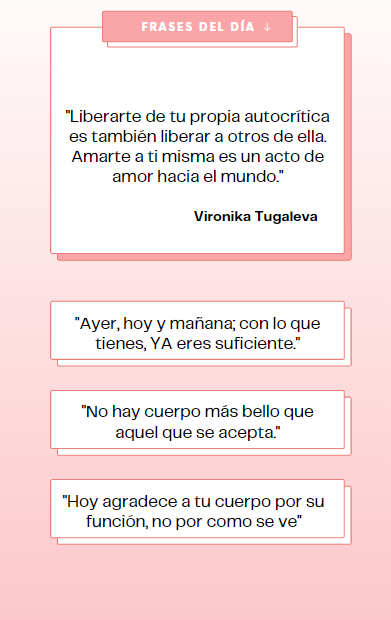 FRASES DEL DÍA ↓
"Liberarte de tu propia autocrítica
es también liberar a otros de ella.
Amarte a ti misma es un acto de
amor hacia el mundo."
Vironika Tugaleva
"Ayer, hoy y mañana; con lo que
tienes, YA eres suficiente."
"No hay cuerpo más bello que
aquel que se acepta."
"Hoy agradece a tu cuerpo por su
función, no por como se ve"